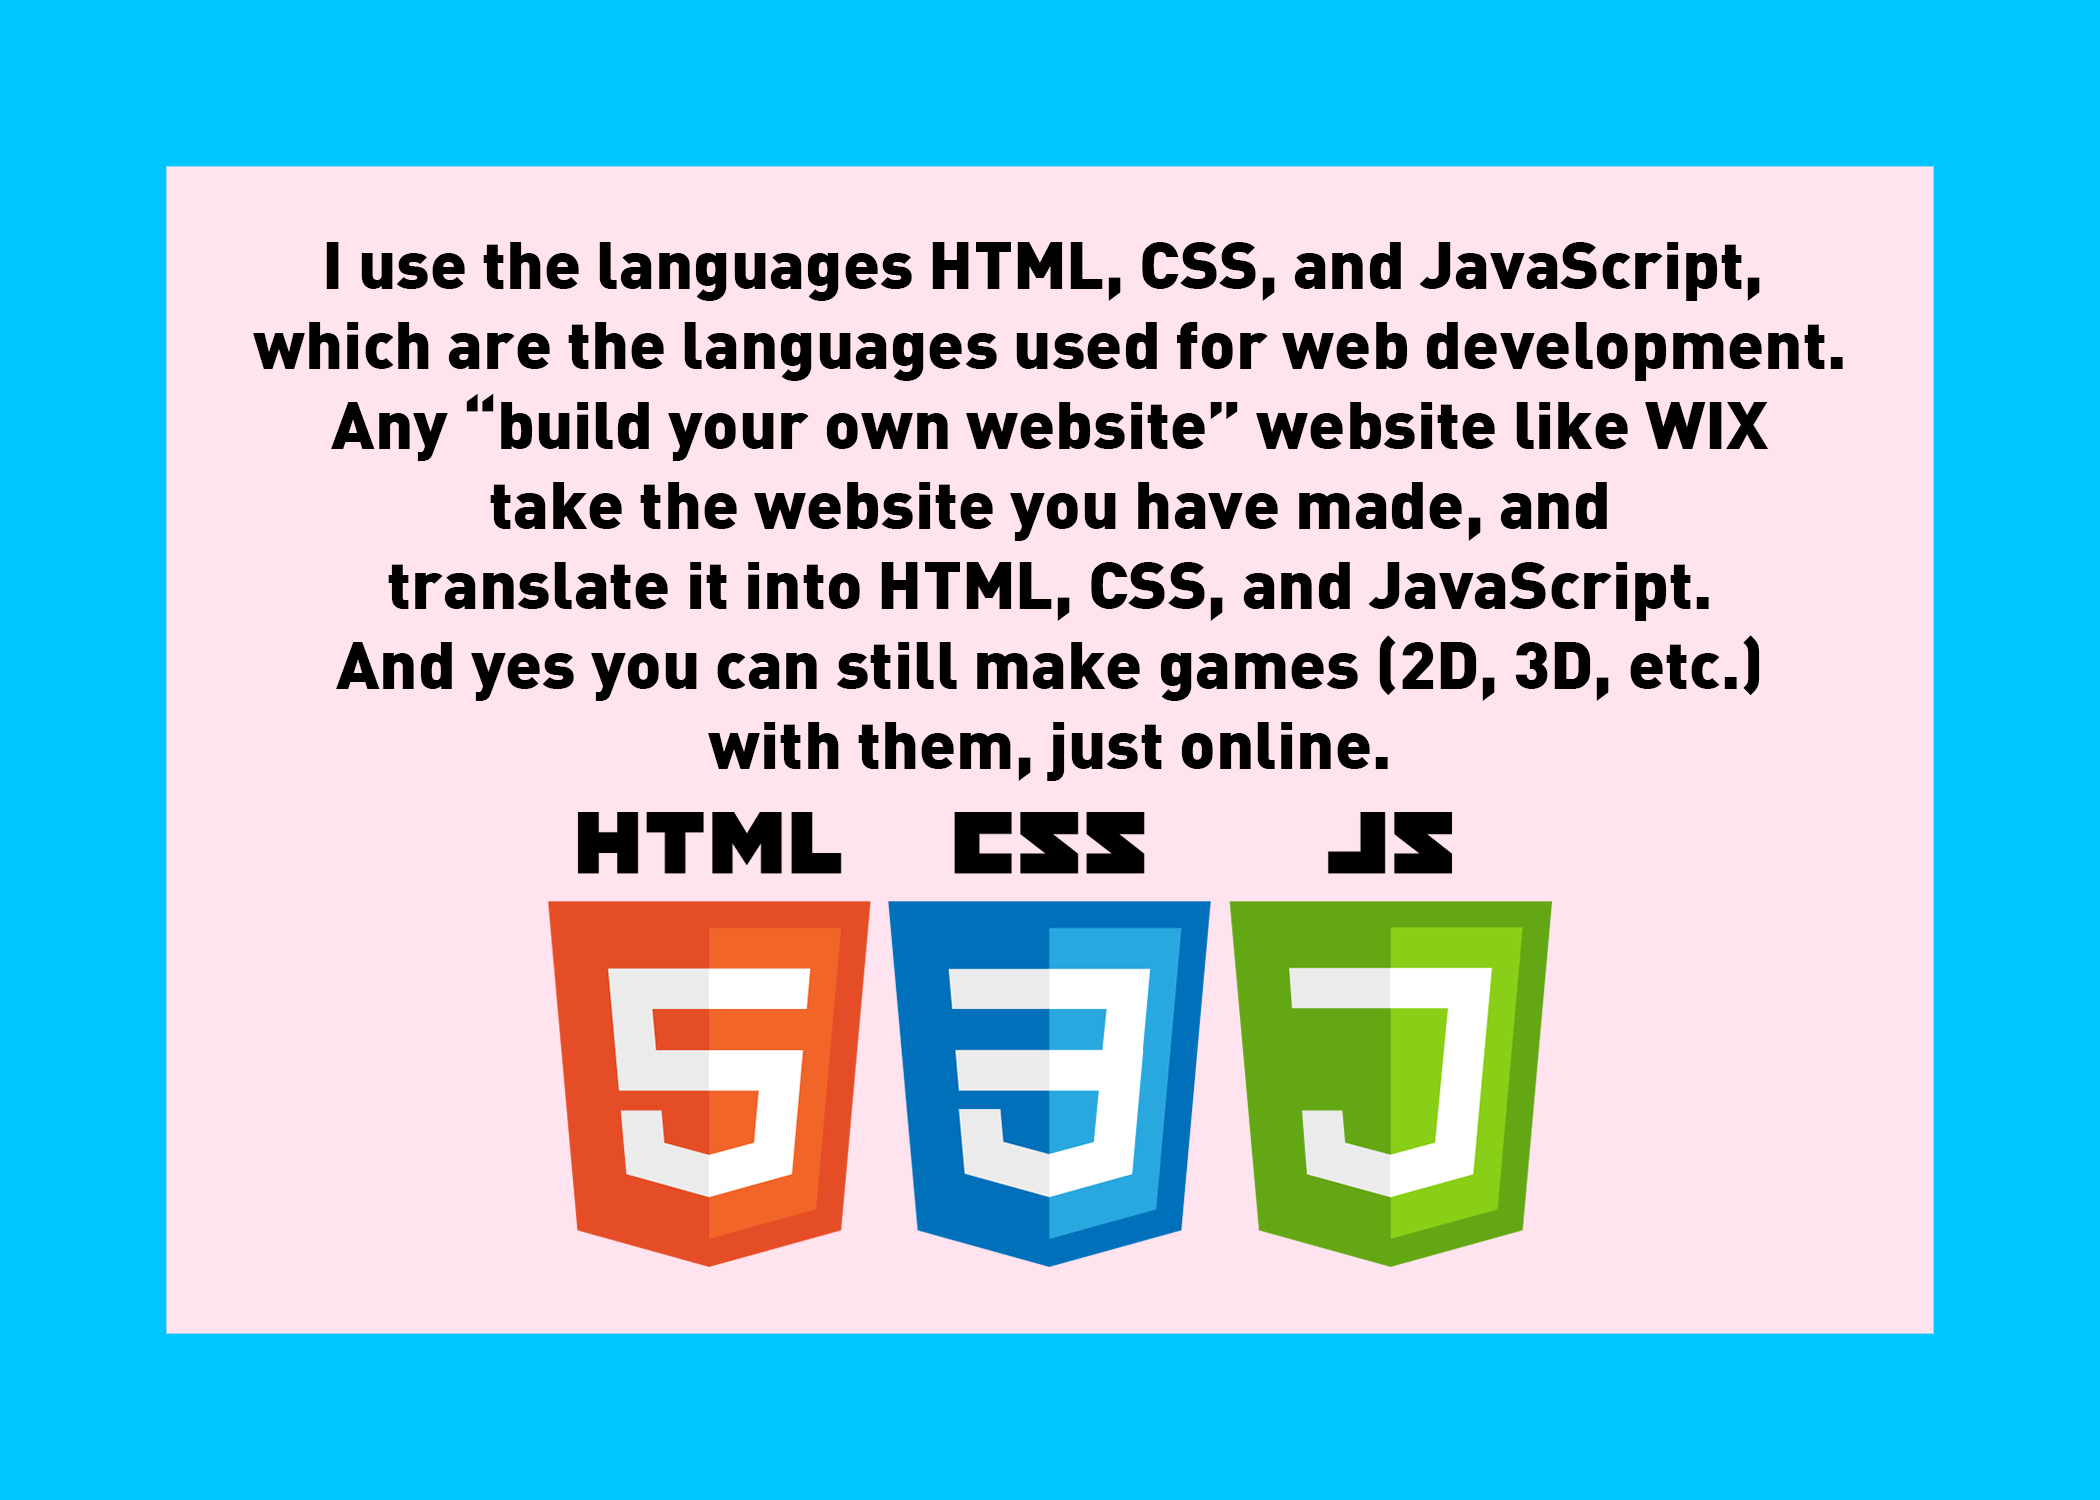 I use the languages HTML, CSS, and JavaScript,
which are the languages used for web development.
Any “build your own website” website like WIX
take the website you have made, and
translate it into HTML, CSS, and JavaScript.
And yes you can still make games (2D, 3D, etc.)
with them, just online.
HTML CSS JS
5 3 J